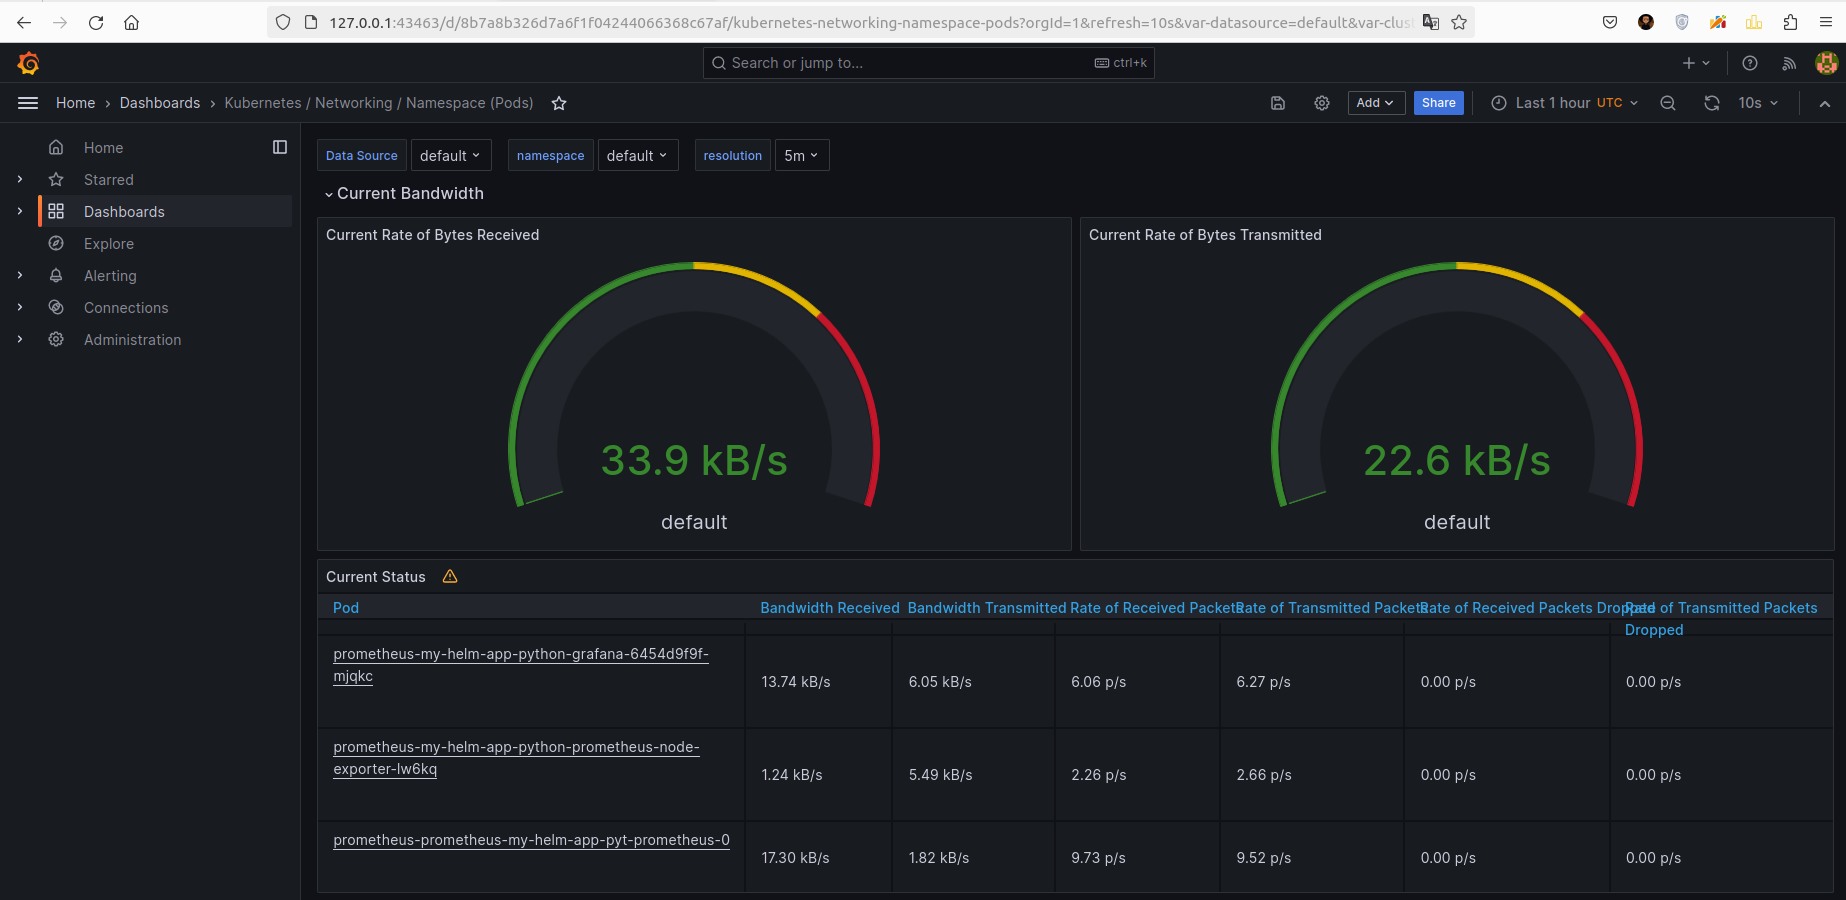 127.0.0.1:43463/d/8b7a8b326d7a6f1f04244066368c67af/kubernetes-networking-namespace-pods?orgId=1&refresh=10s&var-datasource=default&var-clus
Search or jump to...
ctrl+k
Home › Dashboards › Kubernetes / Networking / Namespace (Pods)
Add
Share
Last 1 hour UTC
10s
Home
Starred
Dashboards
Explore
Alerting
Connections
Administration
Data Source default namespace default resolution 5m
Current Bandwidth
Current Rate of Bytes Received
33.9 kB/s
default
Current Rate of Bytes Transmitted
22.6 kB/s
default
Current Status
Pod Bandwidth Received Bandwidth Transmitted Rate of Received Packets Rate of Transmitted Packets Rate of Received Packets Dropped Rate of Transmitted Packets
Dropped
prometheus-my-helm-app-python-grafana-6454d9f9f-
mjqkc
13.74 kB/s 6.05 kB/s 6.06 p/s 6.27 p/s 0.00 p/s 0.00 p/s
prometheus-my-helm-app-python-prometheus-node-
exporter-lw6kq
1.24 kB/s 5.49 kB/s 2.26 p/s 2.66 p/s 0.00 p/s 0.00 p/s
prometheus-prometheus-my-helm-app-pyt-prometheus-0
17.30 kB/s 1.82 kB/s 9.73 p/s 9.52 p/s 0.00 p/s 0.00 p/s